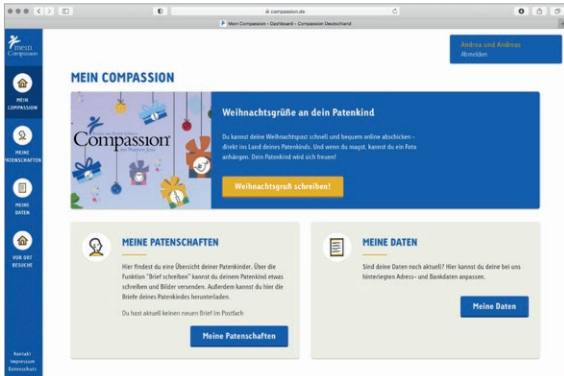 compassion.de
Mein Compassion - Dashboard - Compassion Deutschland
mein
Compassion
Andrea und Andreas
Abmelden
MEIN COMPASSION
MEIN
COMPASSION
MEINE
PATENSCHAFTEN
MEINE
DATEN
VOR ORT
BESUCHE
Compassion
Weihnachtsgrüße an dein Patenkind
Du kannst deine Weihnachtspost schnell und bequem online abschicken -
direkt ins Land deines Patenkinds. Und wenn du magst, kannst du ein Foto
anhängen. Dein Patenkind wird sich freuen!
Weihnachtsgruß schreiben!
MEINE PATENSCHAFTEN
Hier findest du eine Übersicht deiner Patenkinder. Über die
Funktion "Brief schreiben" kannst du deinem Patenkind etwas
schreiben und Bilder versenden. Außerdem kannst du hier die
Briefe deines Patenkindes herunterladen.
Du hast aktuell keinen neuen Brief im Postfach
Meine Patenschaften
MEINE DATEN
Sind deine Daten noch aktuell? Hier kannst du deine bei uns
hinterlegten Adress- und Bankdaten anpassen.
Meine Daten
Kontakt
Impressum
Datenschutz